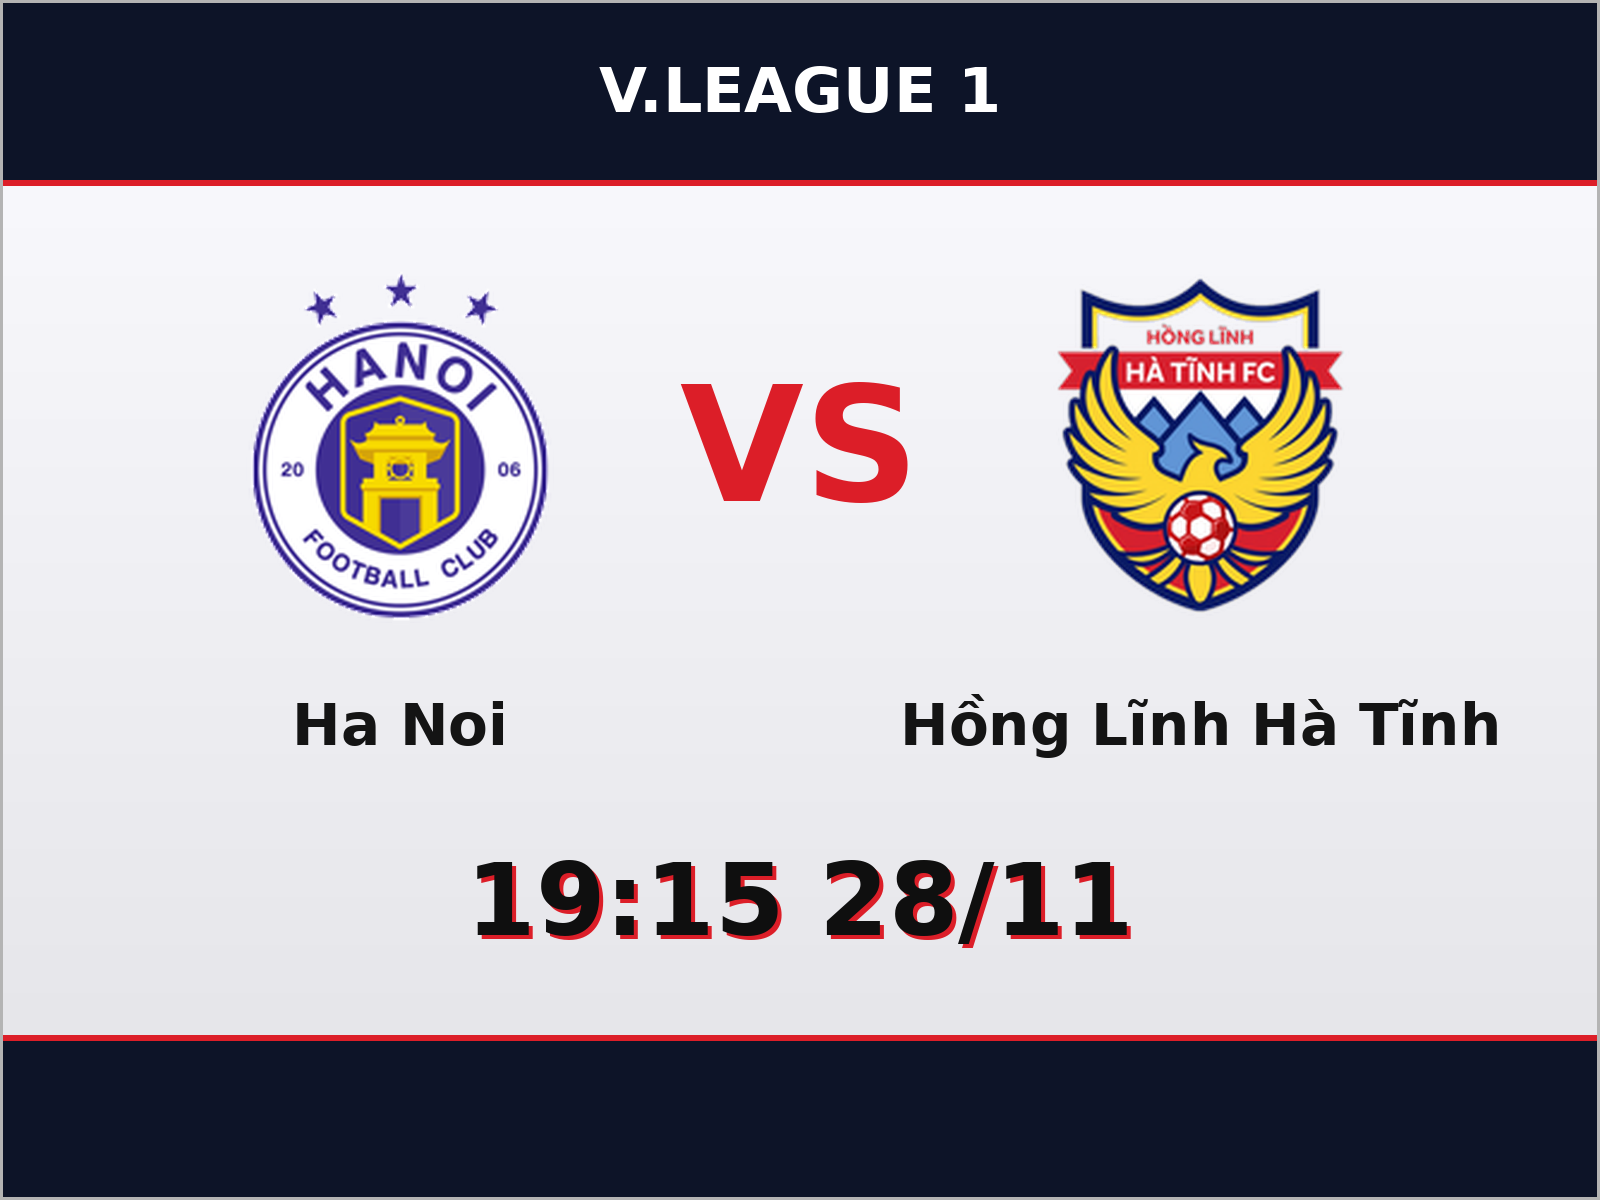 V.LEAGUE 1
HANOI
20 06
FOOTBALL CLUB
VS
HỒNG LĨNH
HÀ TĨNH FC
Ha Noi
Hồng Lĩnh Hà Tĩnh
19:15 28/11